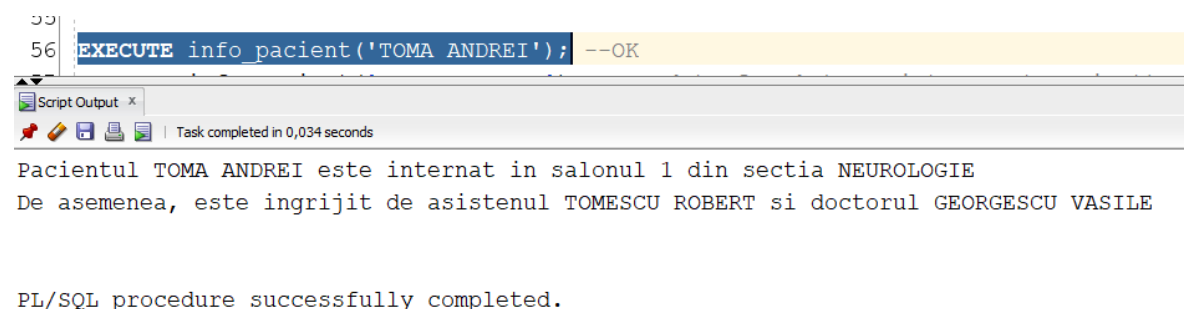 55
56 EXECUTE info_pacient('TOMA ANDREI'); --OK
Script Output x
Task completed in 0,034 seconds
Pacientul TOMA ANDREI este internat in salonul 1 din sectia NEUROLOGIE
De asemenea, este ingrijit de asistenul TOMESCU ROBERT si doctorul GEORGESCU VASILE
PL/SQL procedure successfully completed.